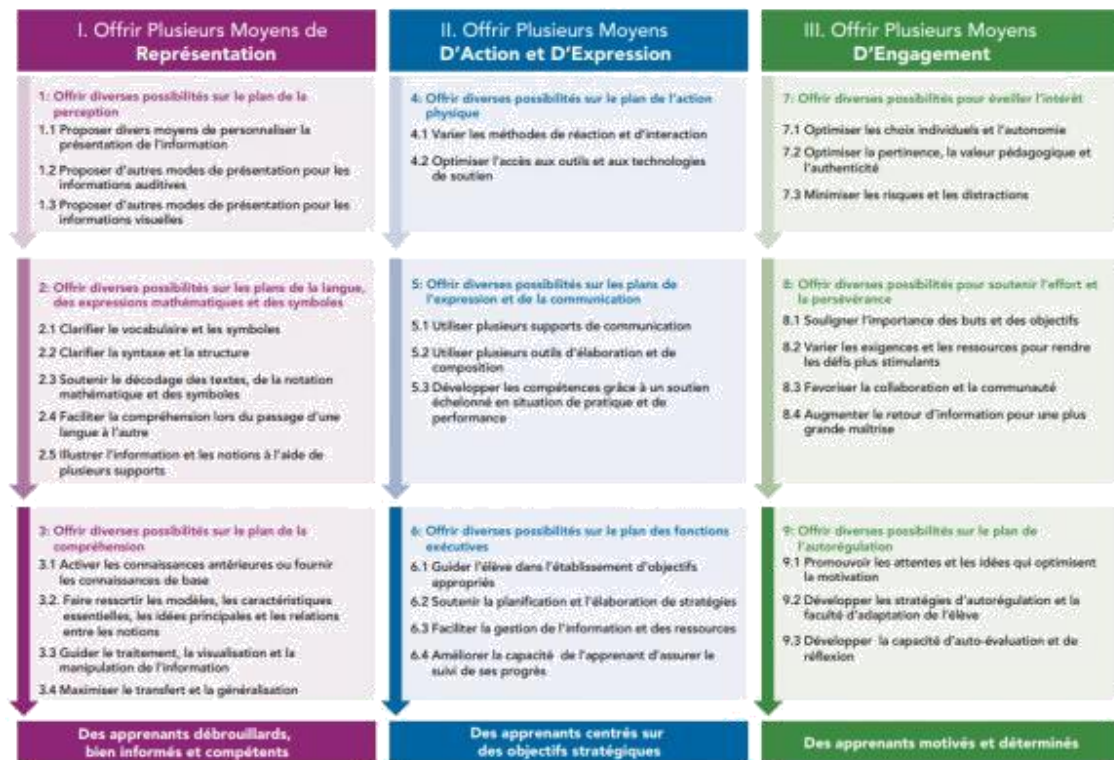 I. Offrir Plusieurs Moyens de
Représentation
1: Offrir diverses possibilités sur le plan de la
perception
1.1 Proposer divers moyens de personnaliser la
présentation de l'information
1.2 Proposer d'autres modes de présentation pour les
informations auditives
1.3 Proposer d'autres modes de présentation pour les
informations visuelles
2: Offrir diverses possibilités sur les plans de la langue,
des expressions mathématiques et des symboles
2.1 Clarifier le vocabulaire et les symboles
2.2 Clarifier la syntaxe et la structure
2.3 Soutenir le décodage des textes, de la notation
mathématique et des symboles
2.4 Faciliter la compréhension lors du passage d'une
langue à l'autre
2.5 Illustrer l'information et les notions à l'aide de
plusieurs supports
3: Offrir diverses possibilités sur le plan de la
compréhension
3.1 Activer les connaissances antérieures ou fournir
les connaissances de base
3.2. Faire ressortir les modèles, les caractéristiques
essentielles, les idées principales et les relations
entre les notions
3.3 Guider le traitement, la visualisation et la
manipulation de l'information
3.4 Maximiser le transfert et la généralisation
Des apprenants débrouillards,
bien informés et compétents
II. Offrir Plusieurs Moyens
D'Action et D'Expression
4: Offrir diverses possibilités sur le plan de l'action
physique
4.1 Varier les méthodes de réaction et d'interaction
4.2 Optimiser l'accès aux outils et aux technologies
de soutien
5: Offrir diverses possibilités sur les plans de
l'expression et de la communication
5.1 Utiliser plusieurs supports de communication
5.2 Utiliser plusieurs outils d'élaboration et de
composition
5.3 Développer les compétences grâce à un soutien
échelonné en situation de pratique et de
performance
6: Offrir diverses possibilités sur le plan des fonctions
exécutives
6.1 Guider l'élève dans l'établissement d'objectifs
appropriés
6.2 Soutenir la planification et l'élaboration de stratégies
6.3 Faciliter la gestion de l'information et des ressources
6.4 Améliorer la capacité de l'apprenant d'assurer le
suivi de ses progrès
Des apprenants centrés sur
des objectifs stratégiques
III. Offrir Plusieurs Moyens
D'Engagement
7: Offrir diverses possibilités pour éveiller l'intérêt
7.1 Optimiser les choix individuels et l'autonomie
7.2 Optimiser la pertinence, la valeur pédagogique et
l'authenticité
7.3 Minimiser les risques et les distractions
8: Offrir diverses possibilités pour soutenir l'effort et
la persévérance
8.1 Souligner l'importance des buts et des objectifs
8.2 Varier les exigences et les ressources pour rendre
les défis plus stimulants
8.3 Favoriser la collaboration et la communauté
8.4 Augmenter le retour d'information pour une plus
grande maîtrise
9: Offrir diverses possibilités sur le plan de
l'autorégulation
9.1 Promouvoir les attentes et les idées qui optimisent
la motivation
9.2 Développer les stratégies d'autorégulation et la
faculté d'adaptation de l'élève
9.3 Développer la capacité d'auto-évaluation et de
réflexion
Des apprenants motivés et déterminés